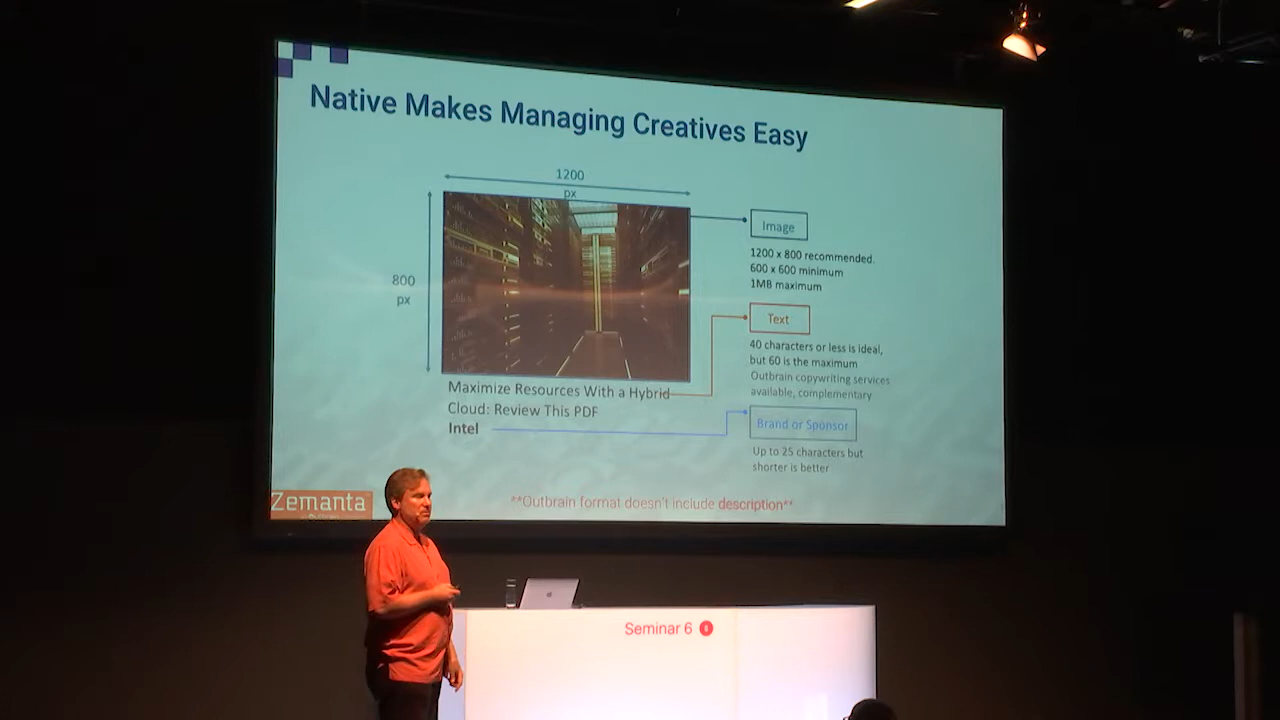 Native Makes Managing Creatives Easy
1200
px
800
px
Image
1200 x 800 recommended.
600 x 600 minimum
1MB maximum
Text
40 characters or less is ideal,
but 60 is the maximum
Outbrain copywriting services
available, complementary
Maximize Resources With a Hybrid
Cloud: Review This PDF
Intel
Brand or Sponsor
Up to 25 characters but
shorter is better
Zemanta
**Outbrain format doesn't include description**
Seminar 6